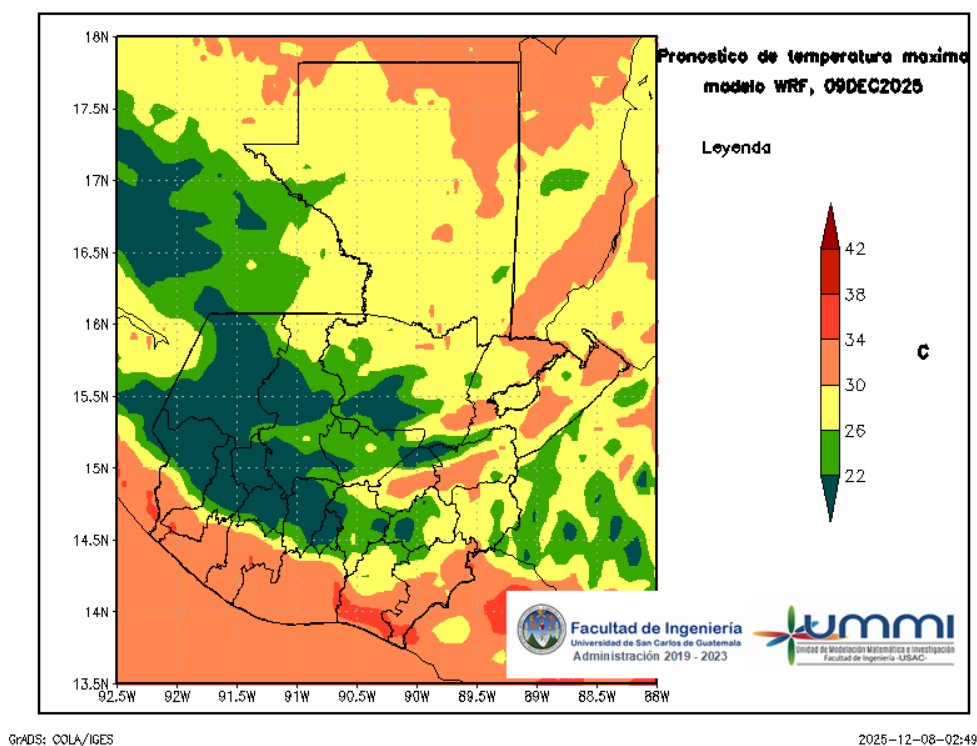 Pronostico de temperatura maxima
modelo WRF, 09DEC2025
Leyenda
18N
17.5N
17N
16.5N
16N
15.5N
15N
14.5N
14N
13.5N
92.5W
92W
91.5W
91W
90.5W
90W
89.5W
89W
88.5W
88W
42
38
34
30
26
22
C
Facultad de Ingeniería
Universidad de San Carlos de Guatemala
Administración 2019 - 2023
ummi
Unidad de Modelación Matemática e Investigación
Facultad de Ingeniería -USAC-
GrADS: COLA/IGES
2025-12-08-02:49